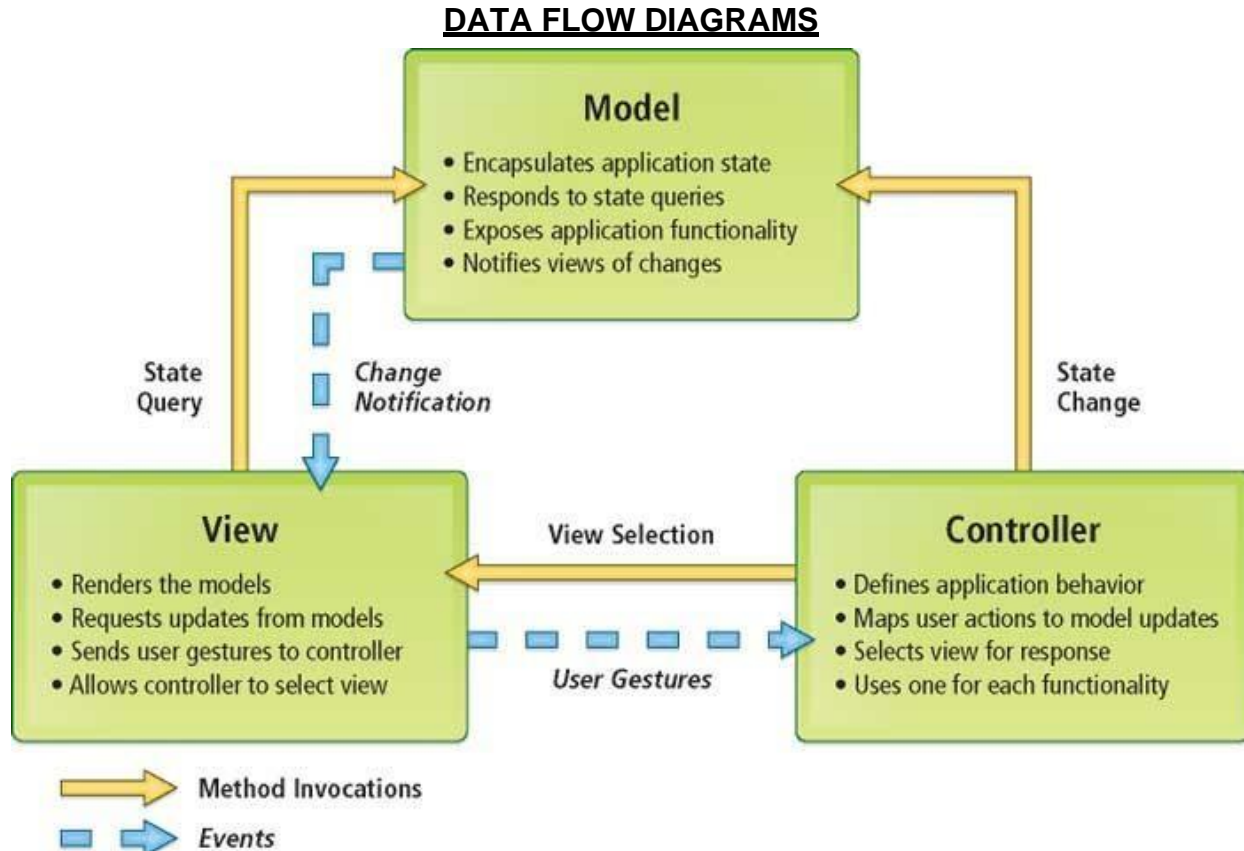 DATA FLOW DIAGRAMS
Model
• Encapsulates application state
• Responds to state queries
• Exposes application functionality
• Notifies views of changes
State
Query
Change
Notification
State
Change
View
• Renders the models
• Requests updates from models
• Sends user gestures to controller
• Allows controller to select view
View Selection
User Gestures
Controller
• Defines application behavior
• Maps user actions to model updates
• Selects view for response
• Uses one for each functionality
Method Invocations
Events